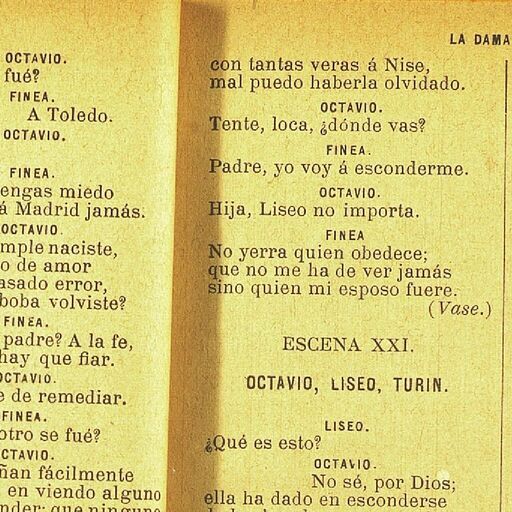 OCTAVIO.
fué?
FINEA.
A Toledo.
OCTAVIO.
FINEA.
engas miedo
á Madrid jamás.
OCTAVIO.
mple naciste,
o de amor
asado error,
boba volviste?
FINEA.
padre? A la fe,
hay que fiar.
OCTAVIO.
e de remediar.
FINEA.
otro se fué?
CTAVIO.
ñan fácilmente
en viendo alguno
LA DAMA
con tantas veras á Nise,
mal puedo haberla olvidado.
OCTAVIO.
Tente, loca, ¿dónde vas?
FINEA.
Padre, yo voy á esconderme.
OCTAVIO.
Hija, Liseo no importa.
FINEA
No yerra quien obedece;
que no me ha de ver jamás
sino quien mi esposo fuere.
(Vase.)
ESCENA XXI.
OCTAVIO, LISEO, TURIN.
LISEO.
¿Qué es esto?
OCTAVIO.
No sé, por Dios;
ella ha dado en esconderse